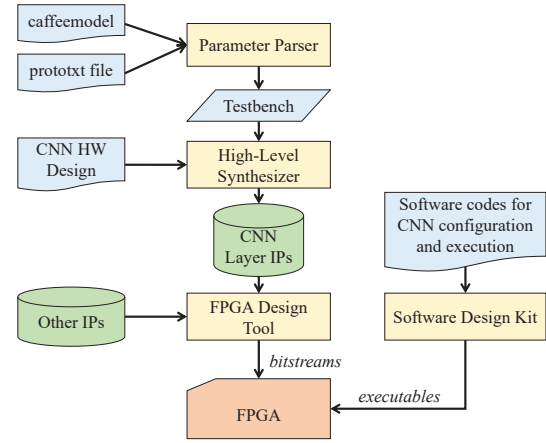 caffeemodel
prototxt file
Parameter Parser
Testbench
CNN HW
Design
High-Level
Synthesizer
CNN
Layer IPs
Software codes for
CNN configuration
and execution
Other IPs
FPGA Design
Tool
Software Design Kit
bitstreams
executables
FPGA